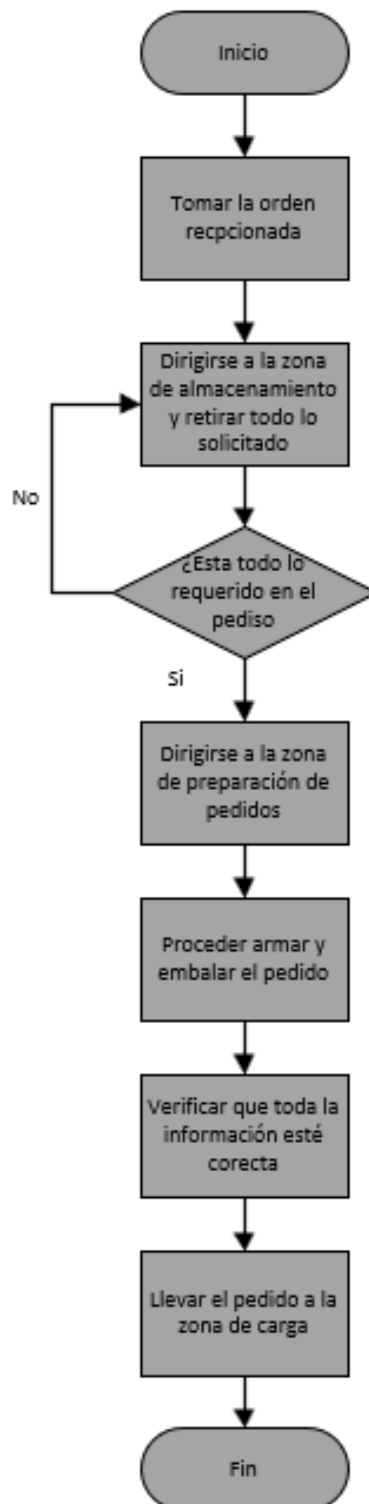 Inicio
Tomar la orden
recpcionada
Dirigirse a la zona
de almacenamiento
y retirar todo lo
solicitado
No
¿Esta todo lo
requerido en el
pediso
Si
Dirigirse a la zona
de preparación de
pedidos
Proceder armar y
embalar el pedido
Verificar que toda la
información esté
corecta
Llevar el pedido a la
zona de carga
Fin